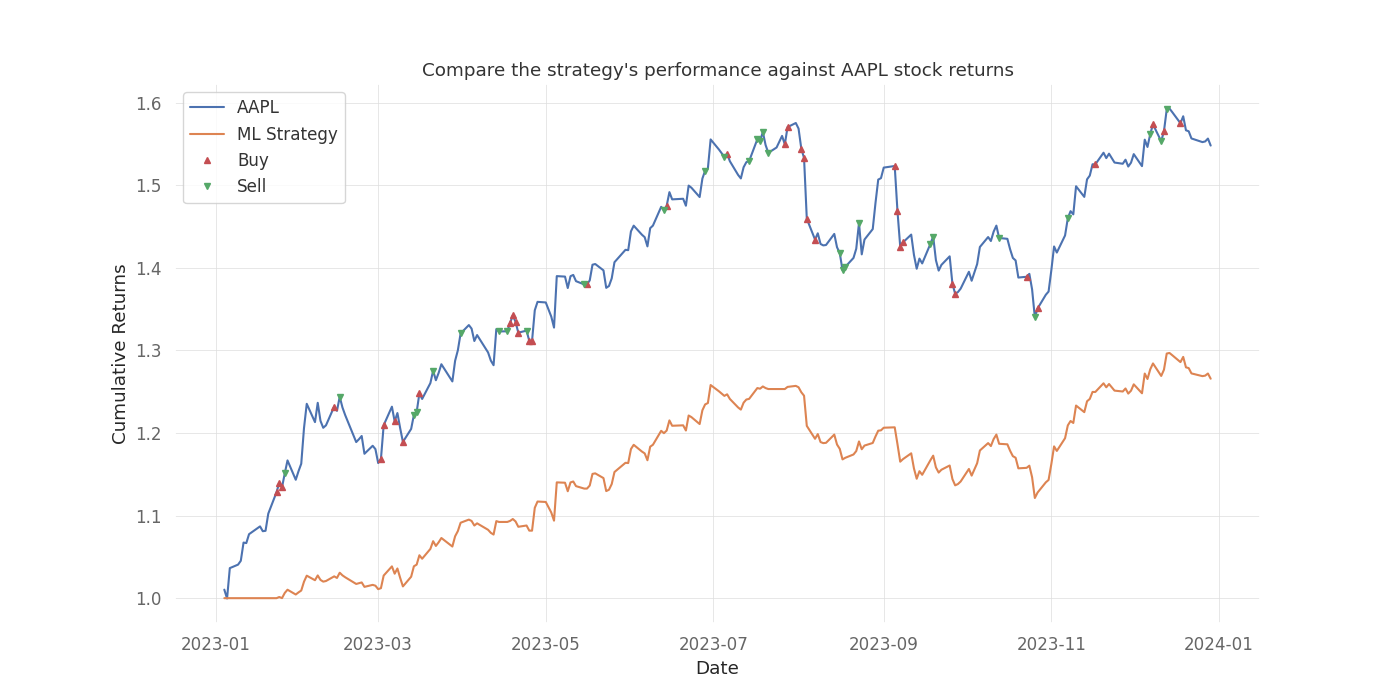 Compare the strategy's performance against AAPL stock returns
AAPL
ML Strategy
Buy
Sell
Cumulative Returns
1.6
1.5
1.4
1.3
1.2
1.1
1.0
2023-01 2023-03 2023-05 2023-07 2023-09 2023-11 2024-01
Date